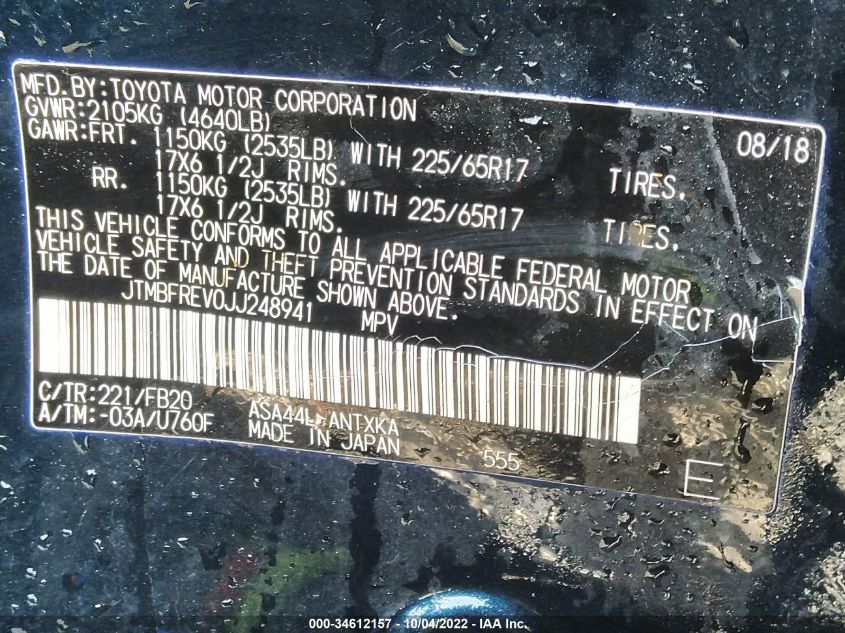 MFD.BY:TOYOTA MOTOR CORPORATION 08/18
GVWR:2105KG (4640LB)
GAWR:FRT. 1150KG (2535LB) WITH 225/65R17 TIRES,
17X6 1/2J RIMS.
RR. 1150KG (2535LB) WITH 225/65R17 TIRES,
17X6 1/2J RIMS.
THIS VEHICLE CONFORMS TO ALL APPLICABLE FEDERAL MOTOR
VEHICLE SAFETY AND THEFT PREVENTION STANDARDS IN EFFECT ON
THE DATE OF MANUFACTURE SHOWN ABOVE.
JTMBFREV0JJ248941 MPV
C/TR:221/FB20 ASA44L-ANTXKA
A/TM:-03A/U760F MADE IN JAPAN 555 E
000-34612157 - 10/04/2022 - IAA Inc.